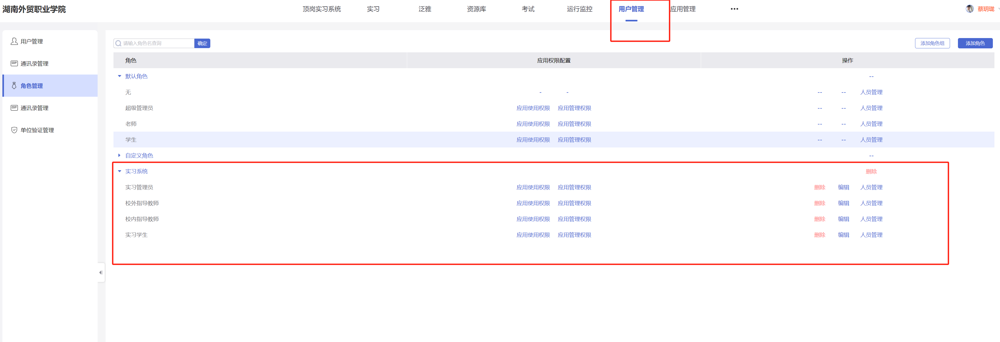 湖南外贸职业学院
顶岗实习系统 实习 泛雅 资源库 考试 运行监控 用户管理 应用管理 •••
蔡玥珑
用户管理
通讯录管理
角色管理
通讯录管理
单位验证管理
请输入角色名查询 确定 添加角色组 添加角色
角色 应用权限配置 操作
默认角色 --
无 - - -- -- 人员管理
超级管理员 应用使用权限 应用管理权限 -- -- 人员管理
老师 应用使用权限 应用管理权限 -- -- 人员管理
学生 应用使用权限 应用管理权限 -- -- 人员管理
自定义角色 --
实习系统 删除
实习管理员 应用使用权限 应用管理权限 删除 编辑 人员管理
校外指导教师 应用使用权限 应用管理权限 删除 编辑 人员管理
校内指导教师 应用使用权限 应用管理权限 删除 编辑 人员管理
实习学生 应用使用权限 应用管理权限 删除 编辑 人员管理